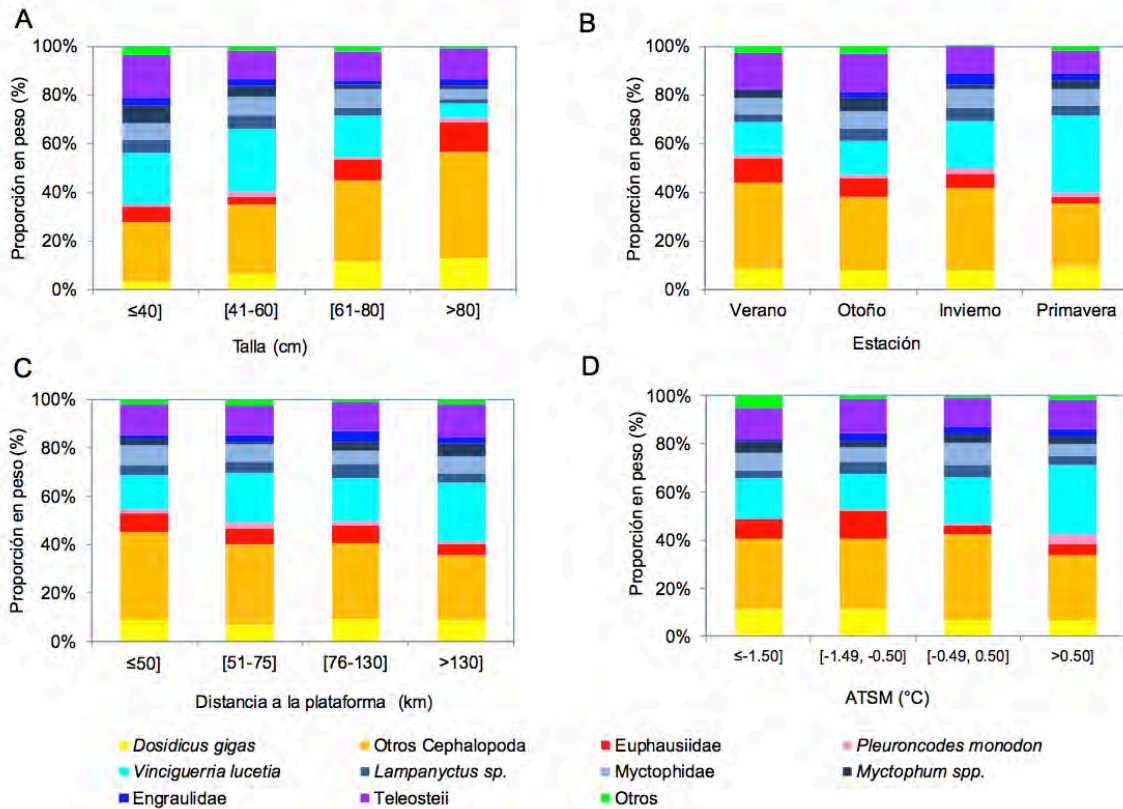 A
Proporción en peso (%)
100%
80%
60%
40%
20%
0%
≤40]
[41-60]
[61-80]
>80]
Talla (cm)
B
Proporción en peso (%)
100%
80%
60%
40%
20%
0%
Verano
Otoño
Invierno
Primavera
Estación
C
Proporción en peso (%)
100%
80%
60%
40%
20%
0%
≤50]
[51-75]
[76-130]
>130]
Distancia a la plataforma (km)
D
Proporción en peso (%)
100%
80%
60%
40%
20%
0%
≤-1.50]
[-1.49, -0.50]
[-0.49, 0.50]
>0.50]
ATSM (°C)
Dosidicus gigas
Otros Cephalopoda
Euphausiidae
Pleuroncodes monodon
Vinciguerria lucetia
Lampanyctus sp.
Myctophidae
Myctophum spp.
Engraulidae
Teleosteii
Otros